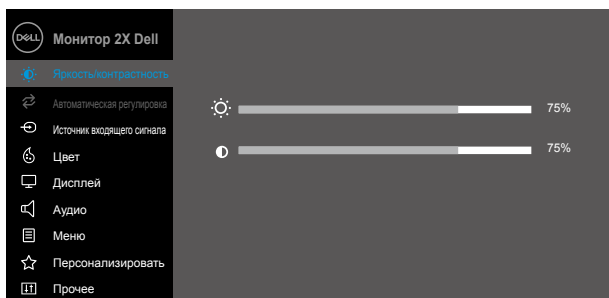 DELL
Монитор 2X Dell
Яркость/контрастность
Автоматическая регулировка
Источник входящего сигнала
Цвет
Дисплей
Аудио
Меню
Персонализировать
Прочее
75%
75%